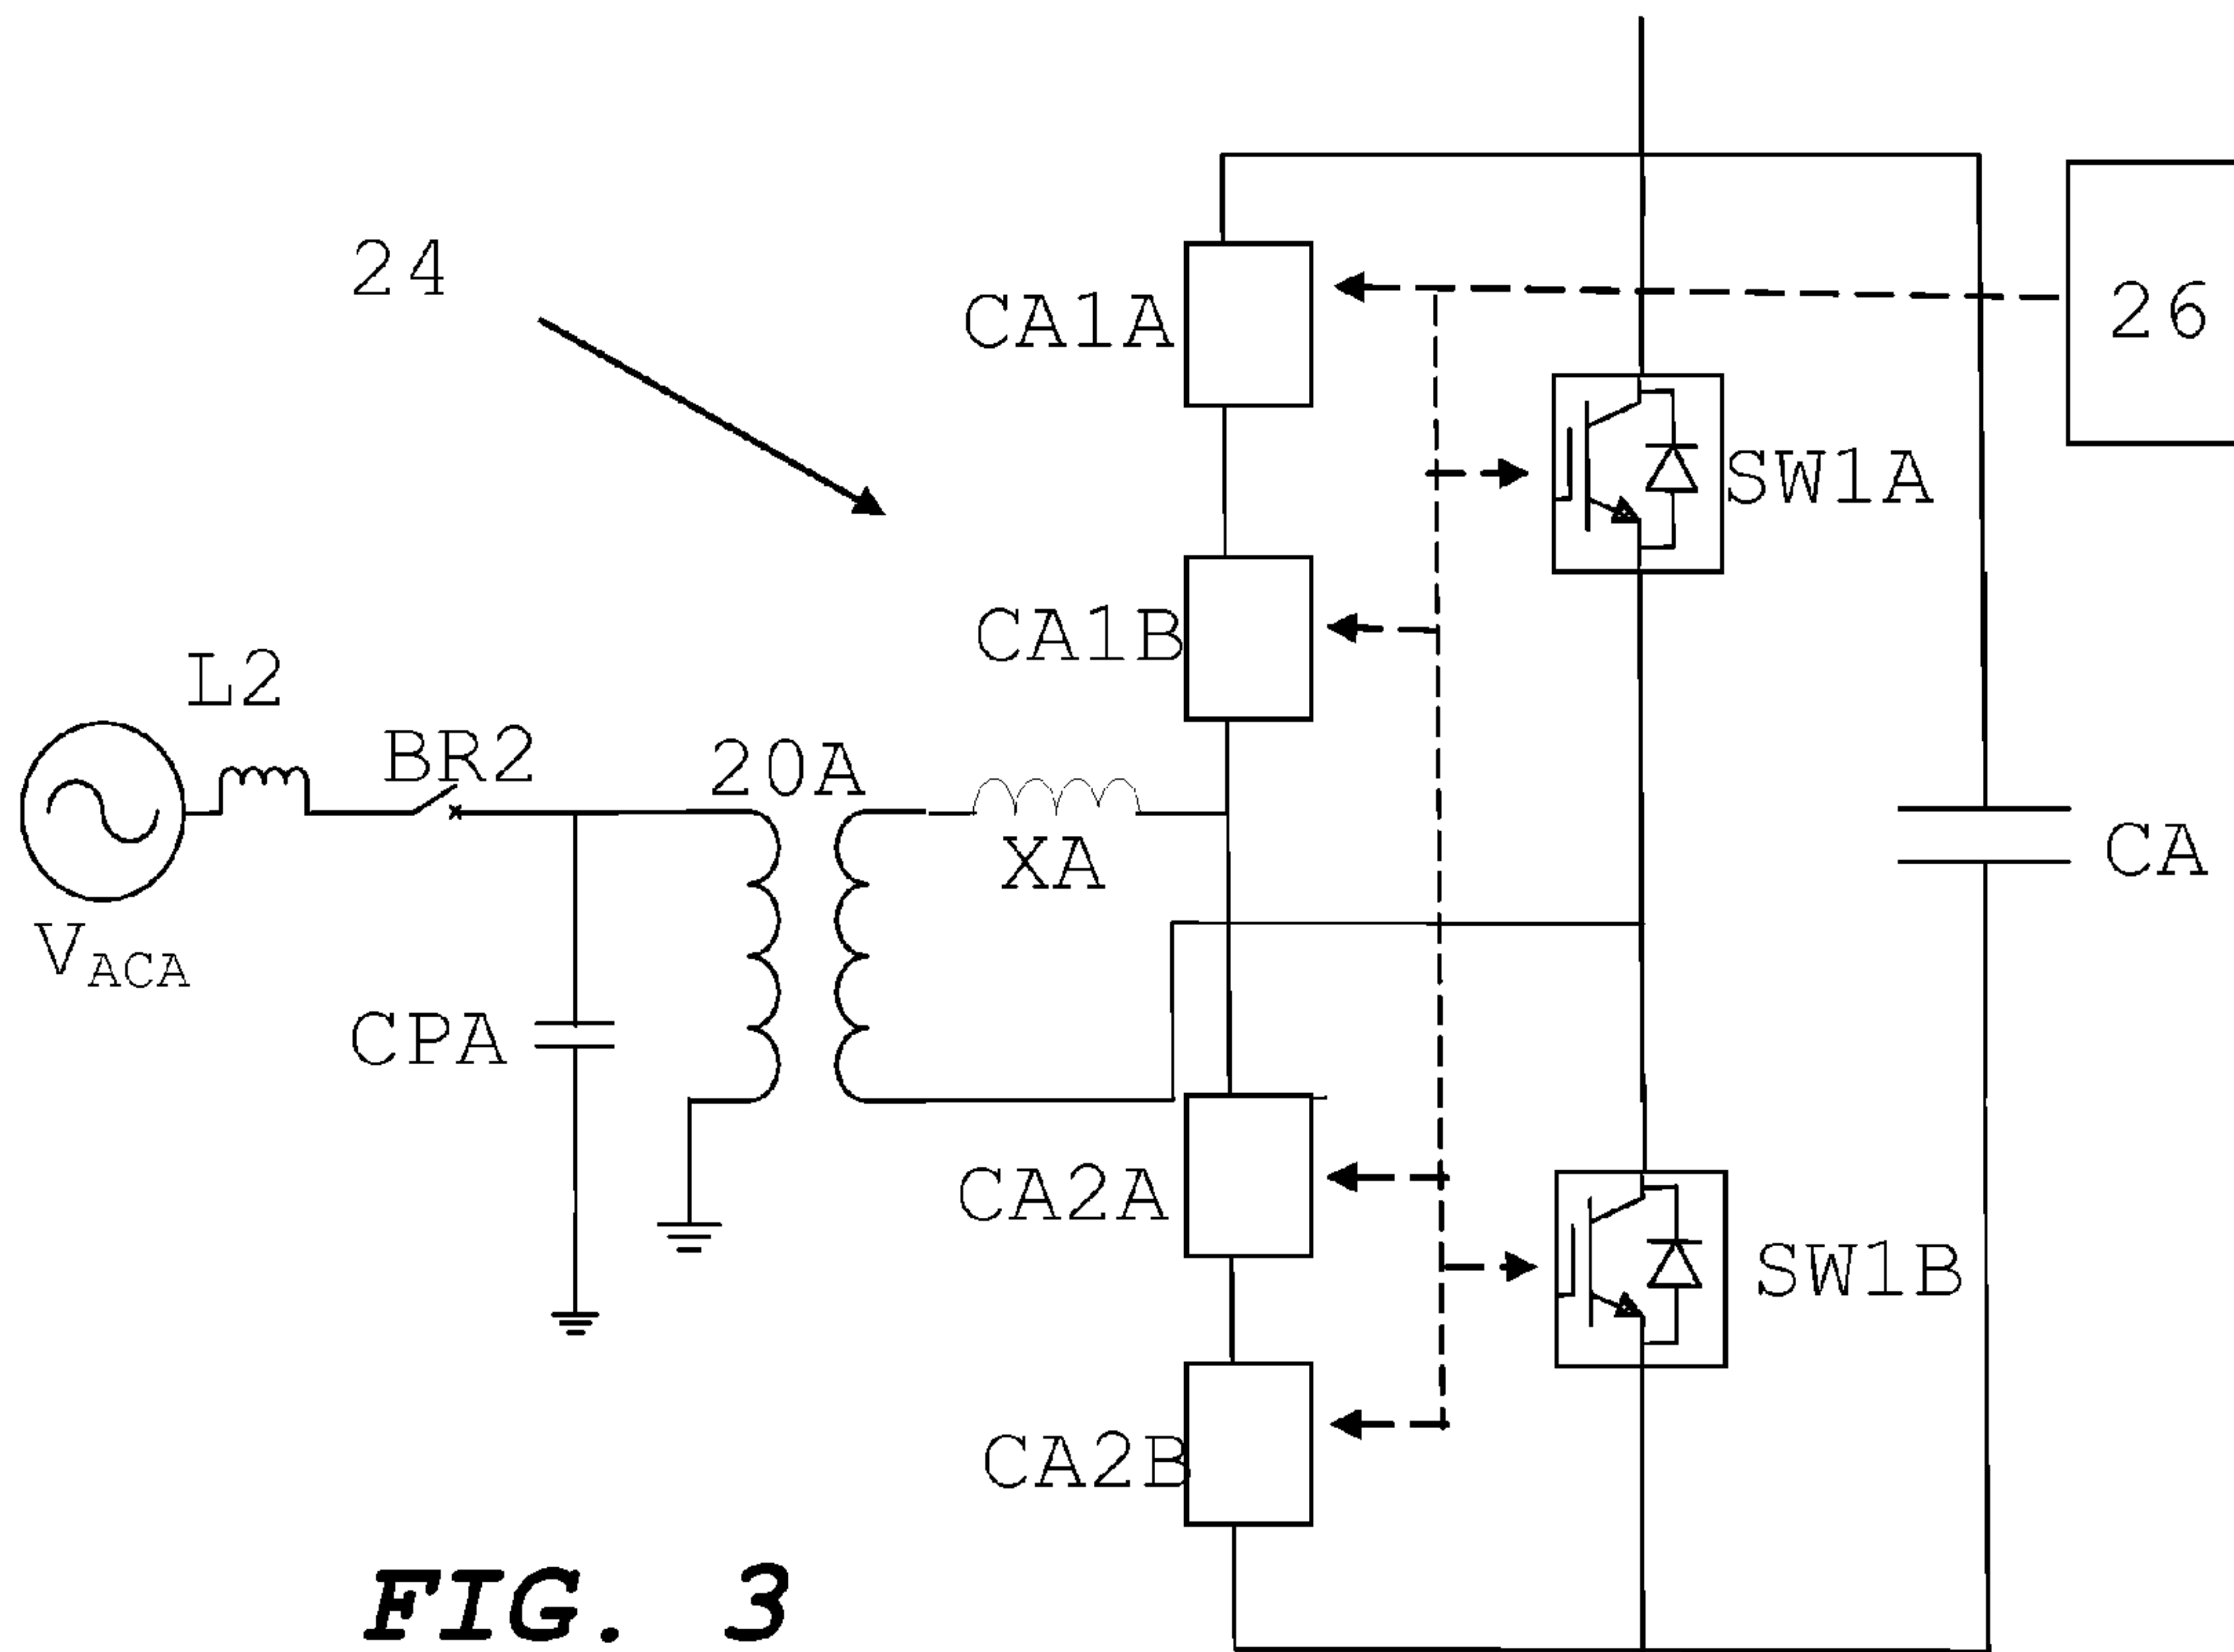 24
CA1A
26
SW1A
CA1B
L2
BR2
20A
XA
CA
VACA
CPA
CA2A
SW1B
CA2B
FIG. 3